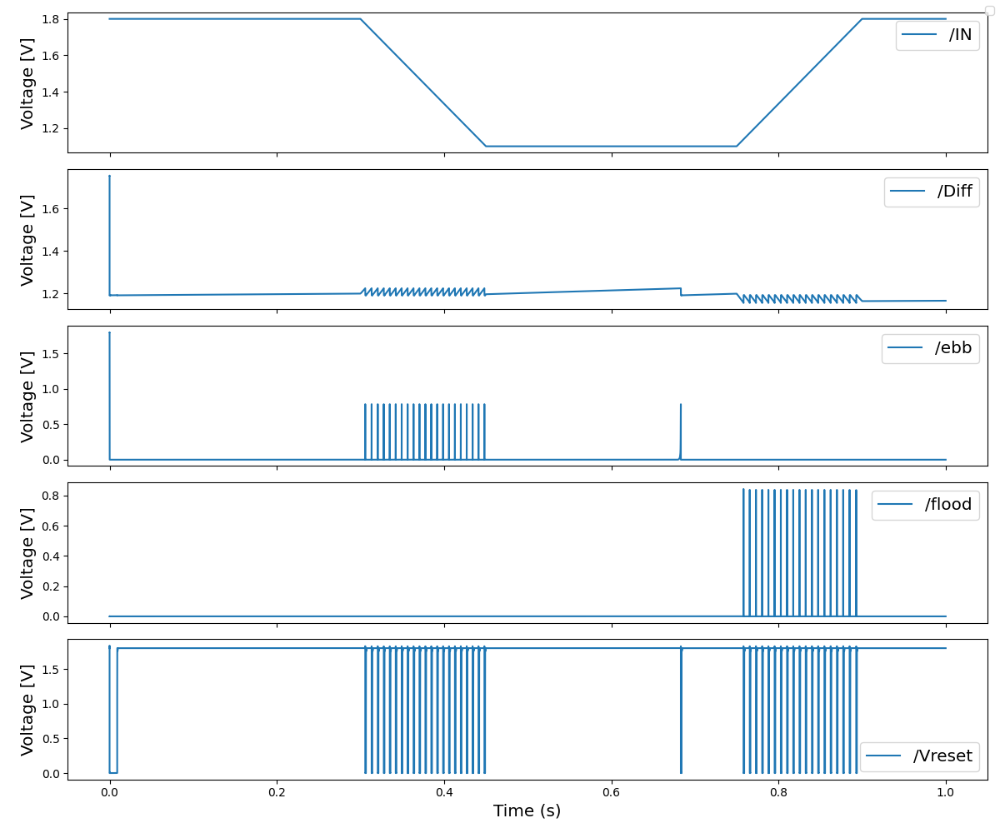 Voltage [V]
1.8
1.6
1.4
1.2
/IN
Voltage [V]
1.6
1.4
1.2
/Diff
Voltage [V]
1.5
1.0
0.5
0.0
/ebb
Voltage [V]
0.8
0.6
0.4
0.2
0.0
/flood
Voltage [V]
1.5
1.0
0.5
0.0
/Vreset
0.0 0.2 0.4 0.6 0.8 1.0
Time (s)